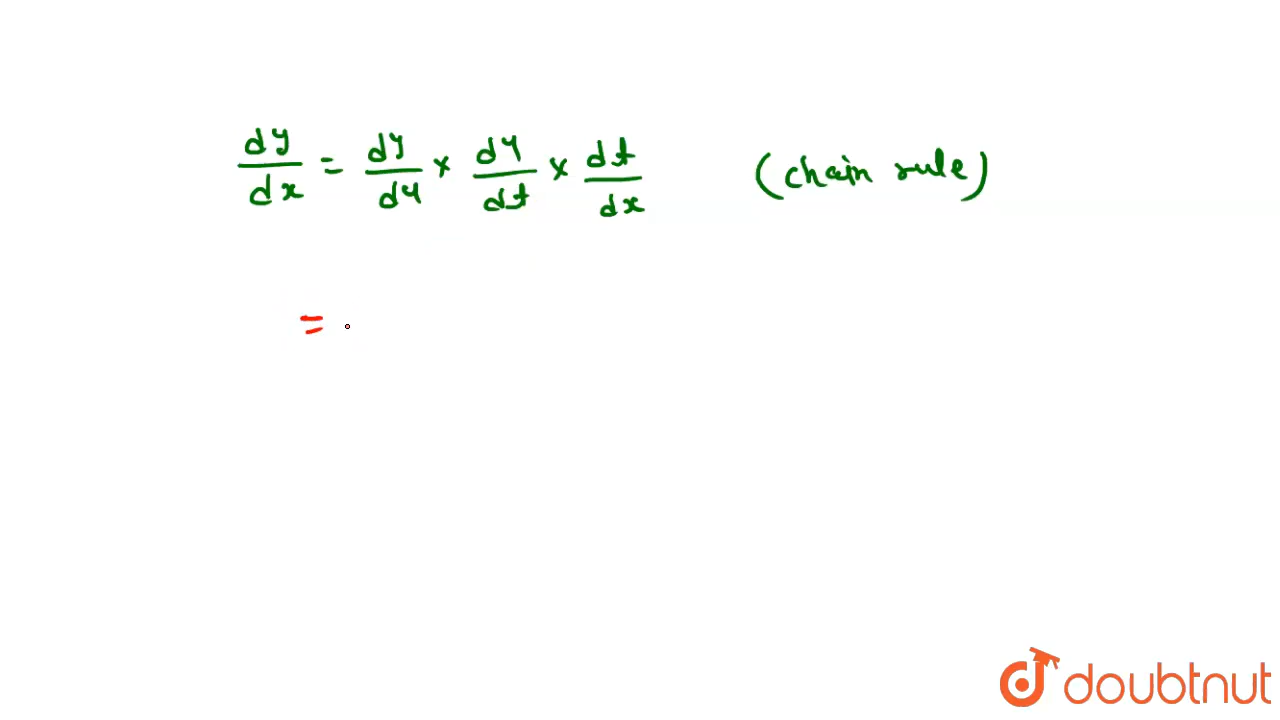 dy/dx = dy/du × du/dt × dt/dx (chain rule)
=
doubtnut